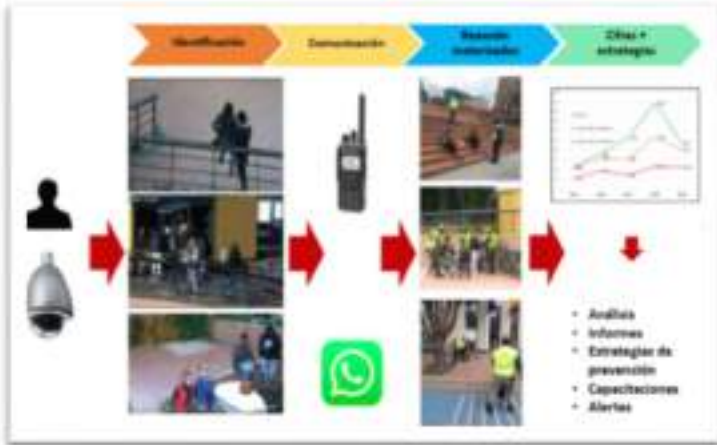 Identificación
Comunicación
Reacción
motorizados
Cifras +
estrategias
• Análisis
• Informes
• Estrategias de
prevención
• Capacitaciones
• Alertas